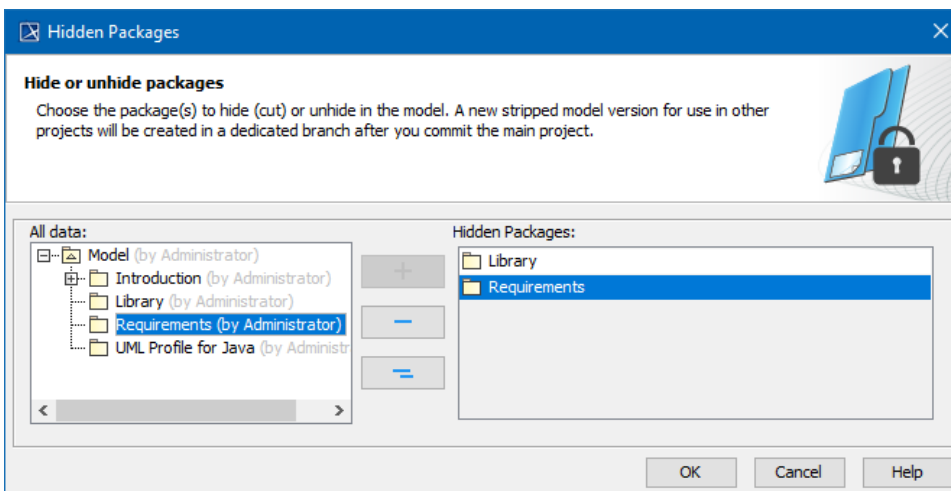 Hidden Packages
Hide or unhide packages
Choose the package(s) to hide (cut) or unhide in the model. A new stripped model version for use in other
projects will be created in a dedicated branch after you commit the main project.
All data:
Model (by Administrator)
Introduction (by Administrator)
Library (by Administrator)
Requirements (by Administrator)
UML Profile for Java (by Administr
Hidden Packages:
Library
Requirements
OK
Cancel
Help